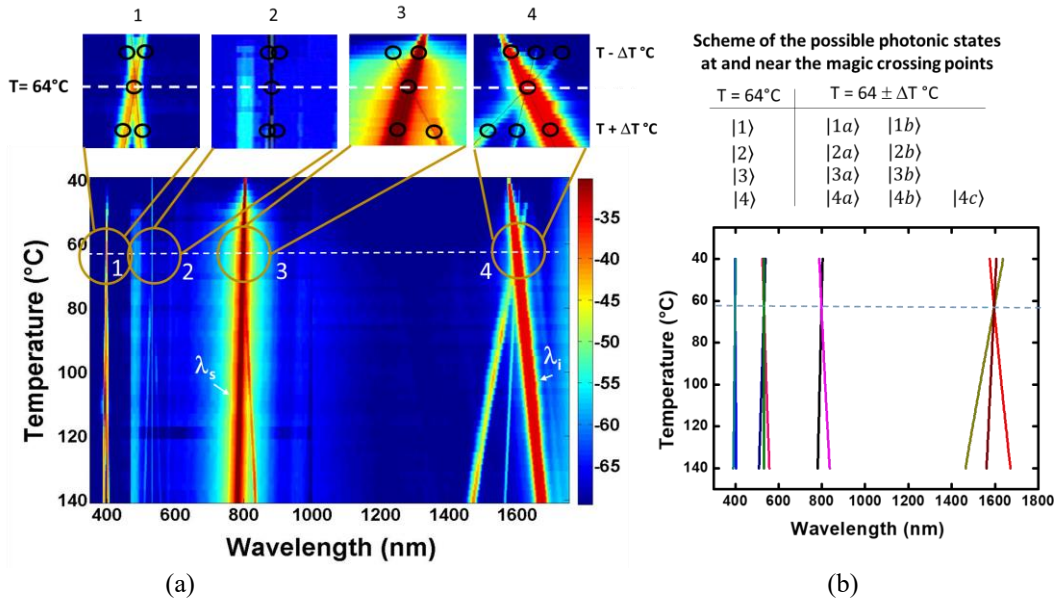 1
2
3
4
T= 64°C
T - ΔT °C
T + ΔT °C
40
60
80
100
120
140
Temperature (°C)
1
2
3
4
λs
λi
-35
-40
-45
-50
-55
-60
-65
400 600 800 1000 1200 1400 1600
Wavelength (nm)
(a)
Scheme of the possible photonic states
at and near the magic crossing points
T = 64°C T = 64 ± ΔT °C
|1⟩ |1a⟩ |1b⟩
|2⟩ |2a⟩ |2b⟩
|3⟩ |3a⟩ |3b⟩
|4⟩ |4a⟩ |4b⟩ |4c⟩
20
40
60
80
100
120
140
160
Temperature (°C)
400 600 800 1000 1200 1400 1600 1800
Wavelength (nm)
(b)